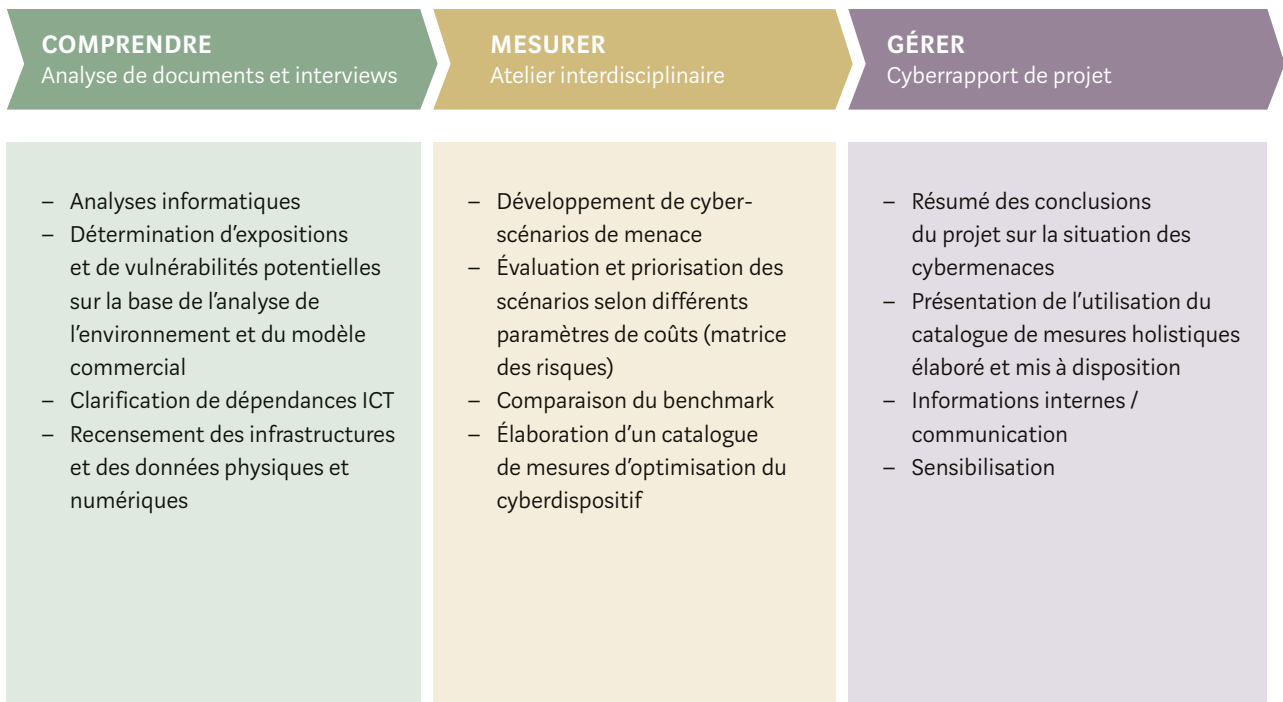 COMPRENDRE
Analyse de documents et interviews
– Analyses informatiques
– Détermination d’expositions
et de vulnérabilités potentielles
sur la base de l’analyse de
l’environnement et du modèle
commercial
– Clarification de dépendances ICT
– Recensement des infrastructures
et des données physiques et
numériques
MESURER
Atelier interdisciplinaire
– Développement de cyber-
scénarios de menace
– Évaluation et priorisation des
scénarios selon différents
paramètres de coûts (matrice
des risques)
– Comparaison du benchmark
– Élaboration d’un catalogue
de mesures d’optimisation du
cyberdispositif
GÉRER
Cyberrapport de projet
– Résumé des conclusions
du projet sur la situation des
cybermenaces
– Présentation de l’utilisation du
catalogue de mesures holistiques
élaboré et mis à disposition
– Informations internes /
communication
– Sensibilisation